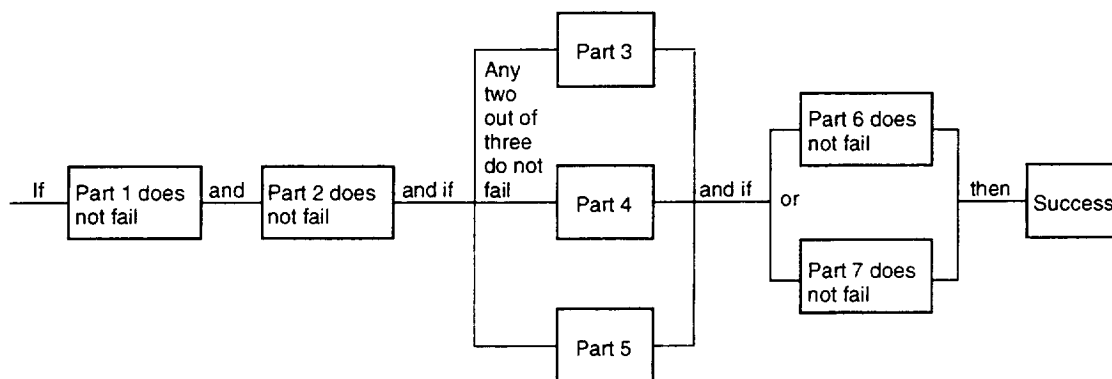 If
Part 1 does
not fail
and
Part 2 does
not fail
and if
Any
two
out of
three
do not
fail
Part 3
Part 4
Part 5
and if
or
Part 6 does
not fail
Part 7 does
not fail
then
Success